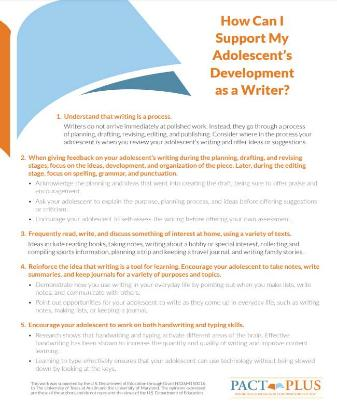 How Can I
Support My
Adolescent's
Development
as a Writer?
1. Understand that writing is a process.
Writers do not arrive immediately at polished work. Instead, they go through a process
of planning, drafting, revising, editing, and publishing. Consider where in the process your
adolescent is when you review your adolescent's writing and offer ideas or suggestions.
2. When giving feedback on your adolescent's writing during the planning, drafting, and revising
stages, focus on the ideas, development, and organization of the piece. Later, during the editing
stage, focus on spelling, grammar, and punctuation.
• Acknowledge the planning and ideas that went into creating the draft, being sure to offer praise and
encouragement.
• Ask your adolescent to explain the purpose, planning process, and ideas before offering suggestions
or criticism.
• Encourage your adolescent to self-assess the writing before offering your own assessment.
3. Frequently read, write, and discuss something of interest at home, using a variety of texts.
Ideas include reading books, taking notes, writing about a hobby or special interest, collecting and
compiling sports information, planning a trip and keeping a travel journal, and writing family stories.
4. Reinforce the idea that writing is a tool for learning. Encourage your adolescent to take notes, write
summaries, and keep journals for a variety of purposes and topics.
• Demonstrate how you use writing in your everyday life by pointing out when you make lists, write
notes, and communicate with others.
• Point out opportunities for your adolescent to write as they come up in everyday life, such as writing
notes, making lists, or keeping a journal.
5. Encourage your adolescent to work on both handwriting and typing skills.
• Research shows that handwriting and typing activate different areas of the brain. Effective
handwriting has been shown to increase the quantity and quality of writing and improve content
learning.
• Learning to type effectively ensures that your adolescent can use technology without being slowed
down by looking at the keys.
This work was supported by the U.S. Department of Education through Grant
to The University of Texas at Austin and the University of Maryland. The opinions expressed
are those of the authors and do not represent the views of the U.S. Department of Education.
PACT PLUS